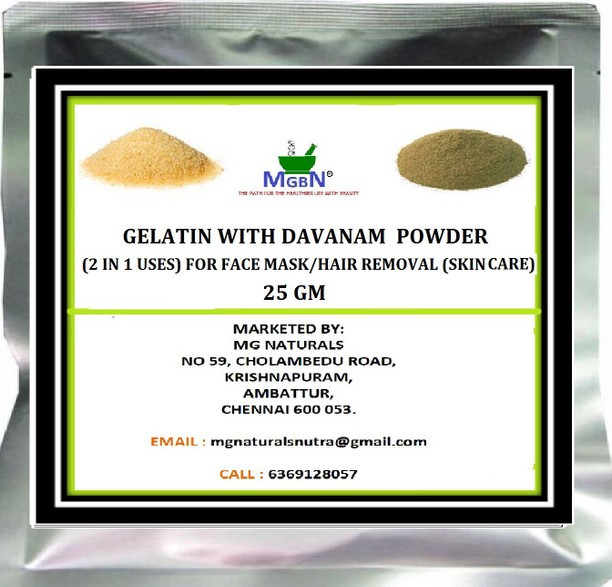 MGBN®
THE PATH FOR THE HEALTHIER LIFE WITH BEAUTY
GELATIN WITH DAVANAM POWDER
(2 IN 1 USES) FOR FACE MASK/HAIR REMOVAL (SKIN CARE)
25 GM
MARKETED BY:
MG NATURALS
NO 59, CHOLAMBEDU ROAD,
KRISHNAPURAM,
AMBATTUR,
CHENNAI 600 053.
EMAIL : mgnaturalsnutra@gmail.com
CALL : 6369128057